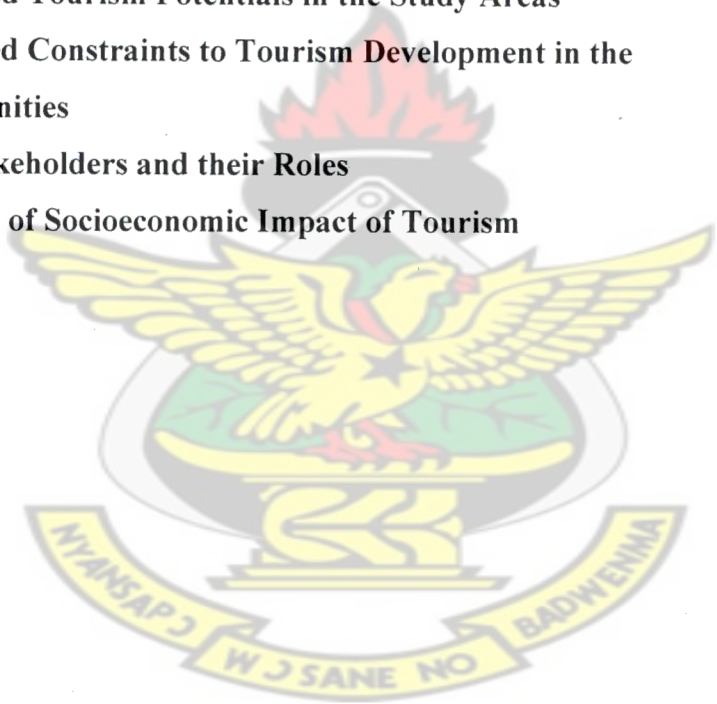 d Tourism Potentials in the Study Areas
d Constraints to Tourism Development in the
nities
keholders and their Roles
of Socioeconomic Impact of Tourism
NYANSAPƆ
WƆSANE NO
BADWENMA